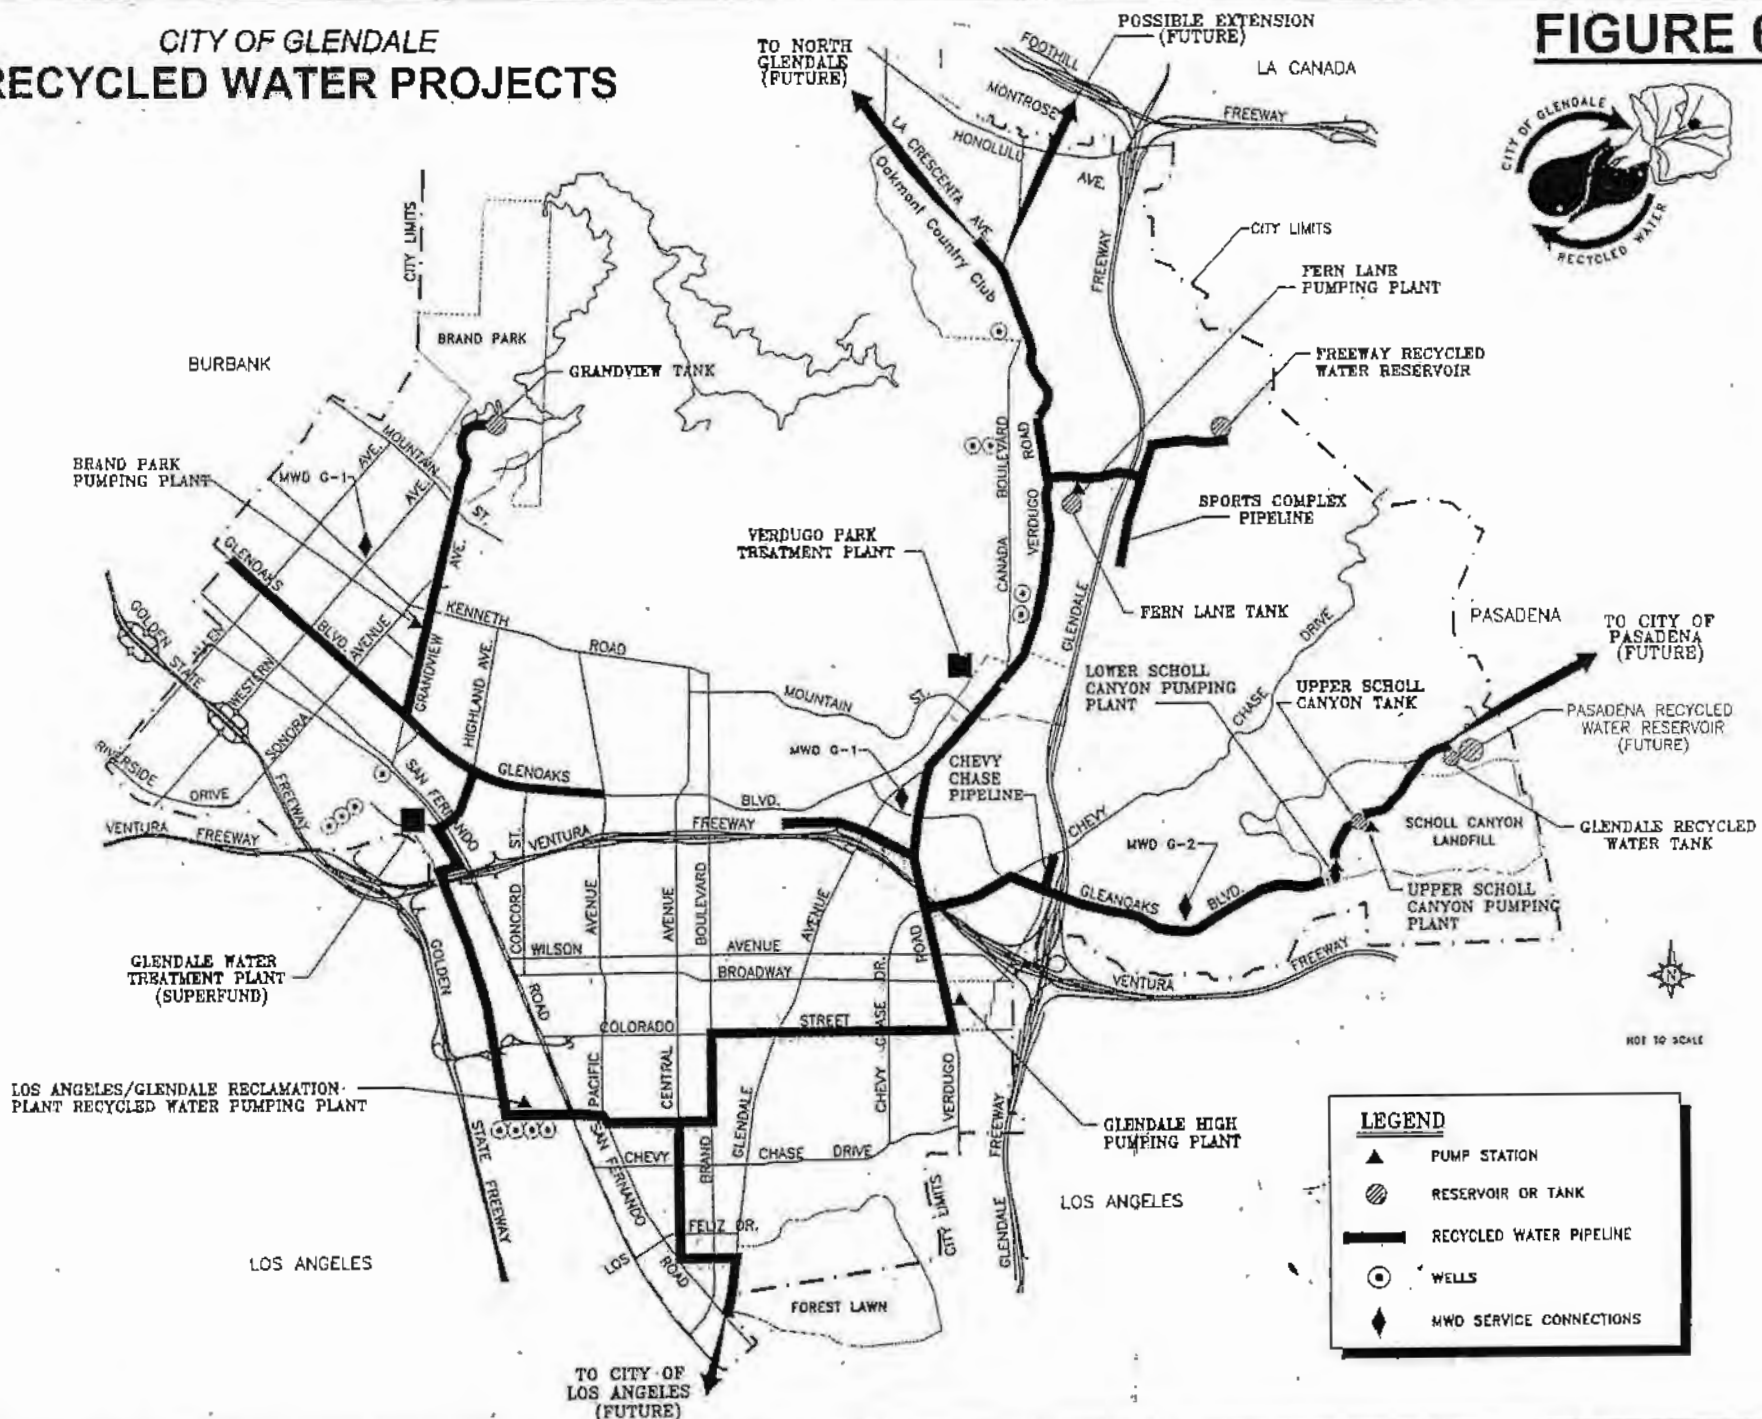 CITY OF GLENDALE
RECYCLED WATER PROJECTS
FIGURE 6
CITY OF GLENDALE
RECYCLED WATER
TO NORTH
GLENDALE
(FUTURE)
POSSIBLE EXTENSION
(FUTURE)
FOOTHILL
FREEWAY
LA CANADA
MONTROSE
HONOLULU
AVE.
LA CRESCENTA AVE.
Oakmont Country Club
CITY LIMITS
CITY LIMITS
FREEWAY
FERN LANE
PUMPING PLANT
FREEWAY RECYCLED
WATER RESERVOIR
BURBANK
BRAND PARK
GRANDVIEW TANK
BRAND PARK
PUMPING PLANT
MWD G-1
AVE.
MOUNTAIN
AVE.
ST.
CANADA
BOULEVARD
VERDUGO
ROAD
SPORTS COMPLEX
PIPELINE
VERDUGO PARK
TREATMENT PLANT
GLENOAKS
BLVD.
AVE.
GRANDVIEW
KENNETH
ROAD
HIGHLAND AVE.
GOLDEN
STATE
FREEWAY
ALLEN
WESTERN
SONORA
AVENUE
FERN LANE TANK
GLENDALE
DRIVE
CHASE
PASADENA
TO CITY OF
PASADENA
(FUTURE)
LOWER SCHOLL
CANYON PUMPING
PLANT
UPPER SCHOLL
CANYON TANK
PASADENA RECYCLED
WATER RESERVOIR
(FUTURE)
MOUNTAIN
ST.
MWD G-1
CHEVY
CHASE
PIPELINE
RIVERSIDE
DRIVE
SAN FERNANDO
GLENOAKS
BLVD.
VENTURA
FREEWAY
ST.
VENTURA
FREEWAY
CHEVY
MWD G-2
SCHOLL CANYON
LANDFILL
GLENDALE RECYCLED
WATER TANK
GLEANOAKS
BLVD.
UPPER SCHOLL
CANYON PUMPING
PLANT
CONCORD
AVENUE
AVENUE
BOULEVARD
AVENUE
ROAD
WILSON
AVENUE
BROADWAY
VENTURA
FREEWAY
GLENDALE WATER
TREATMENT PLANT
(SUPERFUND)
GOLDEN
ROAD
COLORADO
STREET
CHASE DR.
N
NOT TO SCALE
LOS ANGELES/GLENDALE RECLAMATION
PLANT RECYCLED WATER PUMPING PLANT
PACIFIC
CENTRAL
GLENDALE
CHEVY
VERDUGO
FREEWAY
GLENDALE HIGH
PUMPING PLANT
STATE
FREEWAY
SAN FERNANDO
CHEVY
BRAND
CHASE
DRIVE
CITY LIMITS
GLENDALE
LOS ANGELES
LOS ANGELES
LOS
FELIZ DR.
ROAD
FOREST LAWN
TO CITY OF
LOS ANGELES
(FUTURE)
LEGEND
PUMP STATION
RESERVOIR OR TANK
RECYCLED WATER PIPELINE
WELLS
MWD SERVICE CONNECTIONS